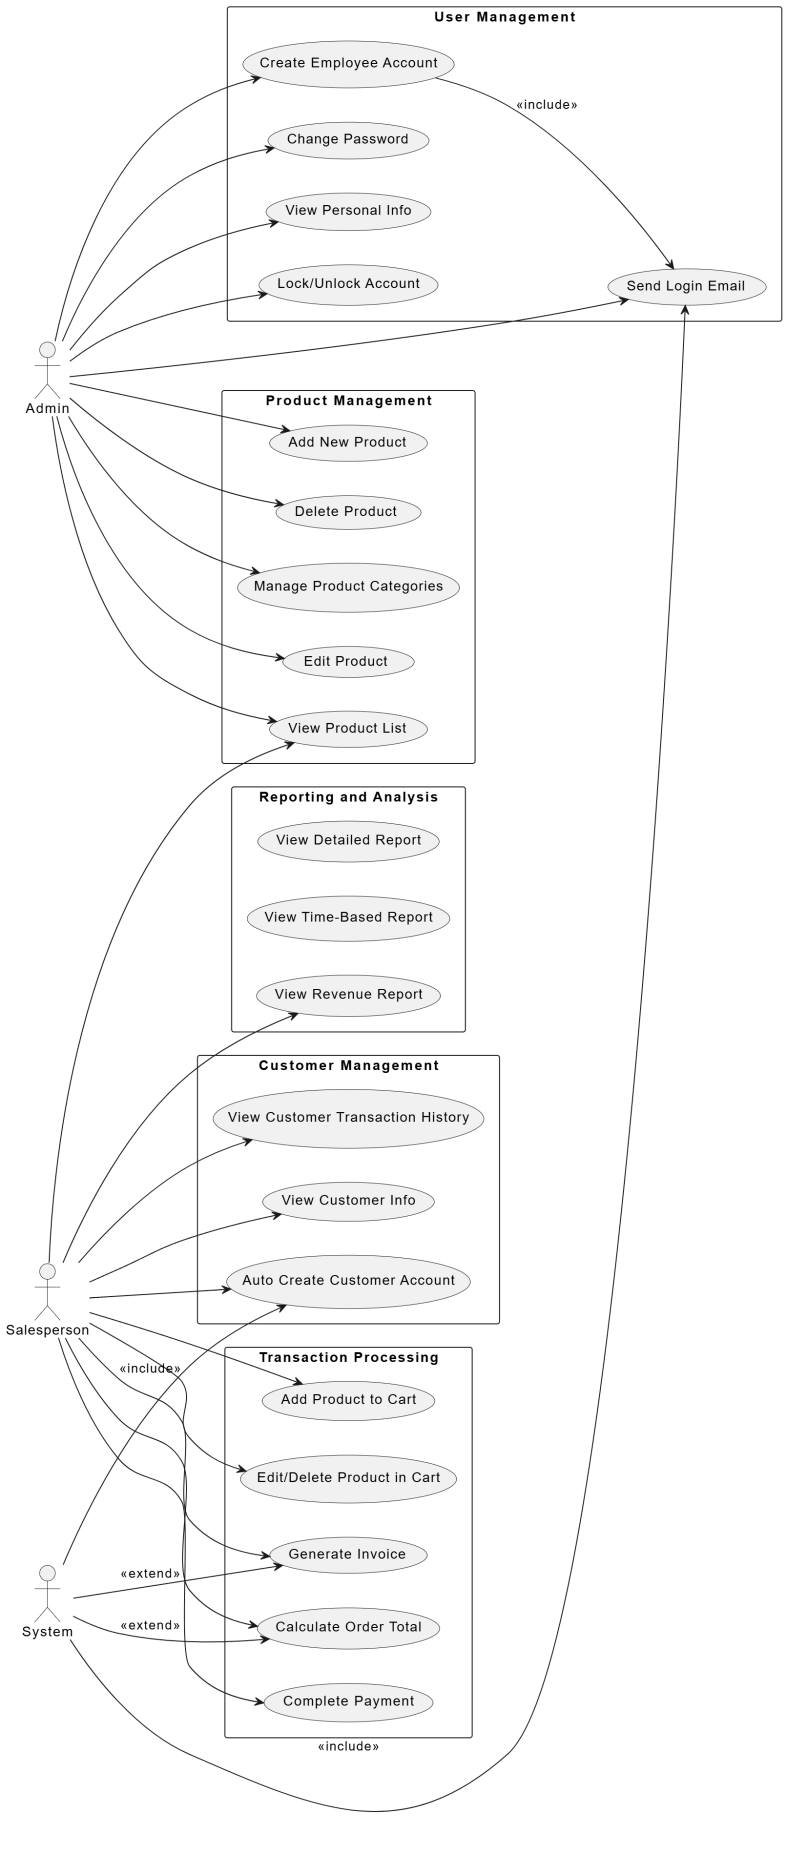 User Management
Create Employee Account
«include»
Change Password
View Personal Info
Lock/Unlock Account
Send Login Email
Admin
Product Management
Add New Product
Delete Product
Manage Product Categories
Edit Product
View Product List
Reporting and Analysis
View Detailed Report
View Time-Based Report
View Revenue Report
Customer Management
View Customer Transaction History
View Customer Info
Auto Create Customer Account
Salesperson
«include»
Transaction Processing
Add Product to Cart
Edit/Delete Product in Cart
Generate Invoice
«extend»
System
«extend»
Calculate Order Total
Complete Payment
«include»